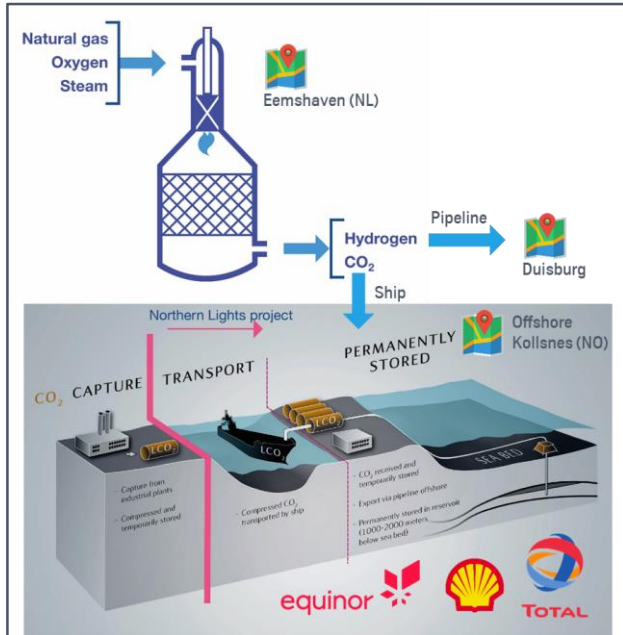 Natural gas
Oxygen
Steam
Eemshaven (NL)
Hydrogen
CO₂
Pipeline
Duisburg
Ship
Northern Lights project
Offshore
Kollsnes (NO)
CO₂ CAPTURE
TRANSPORT
PERMANENTLY
STORED
LCO₂
LCO₂
LCO₂
SEA BED
- Capture from
industrial plants
- Compressed and
temporarily stored
- Compressed CO₂
transported by ship
- CO₂ received and
temporarily stored
- Export via pipeline offshore
- Permanently stored in reservoir
(1000-2000 meters
below sea bed)
equinor
TOTAL